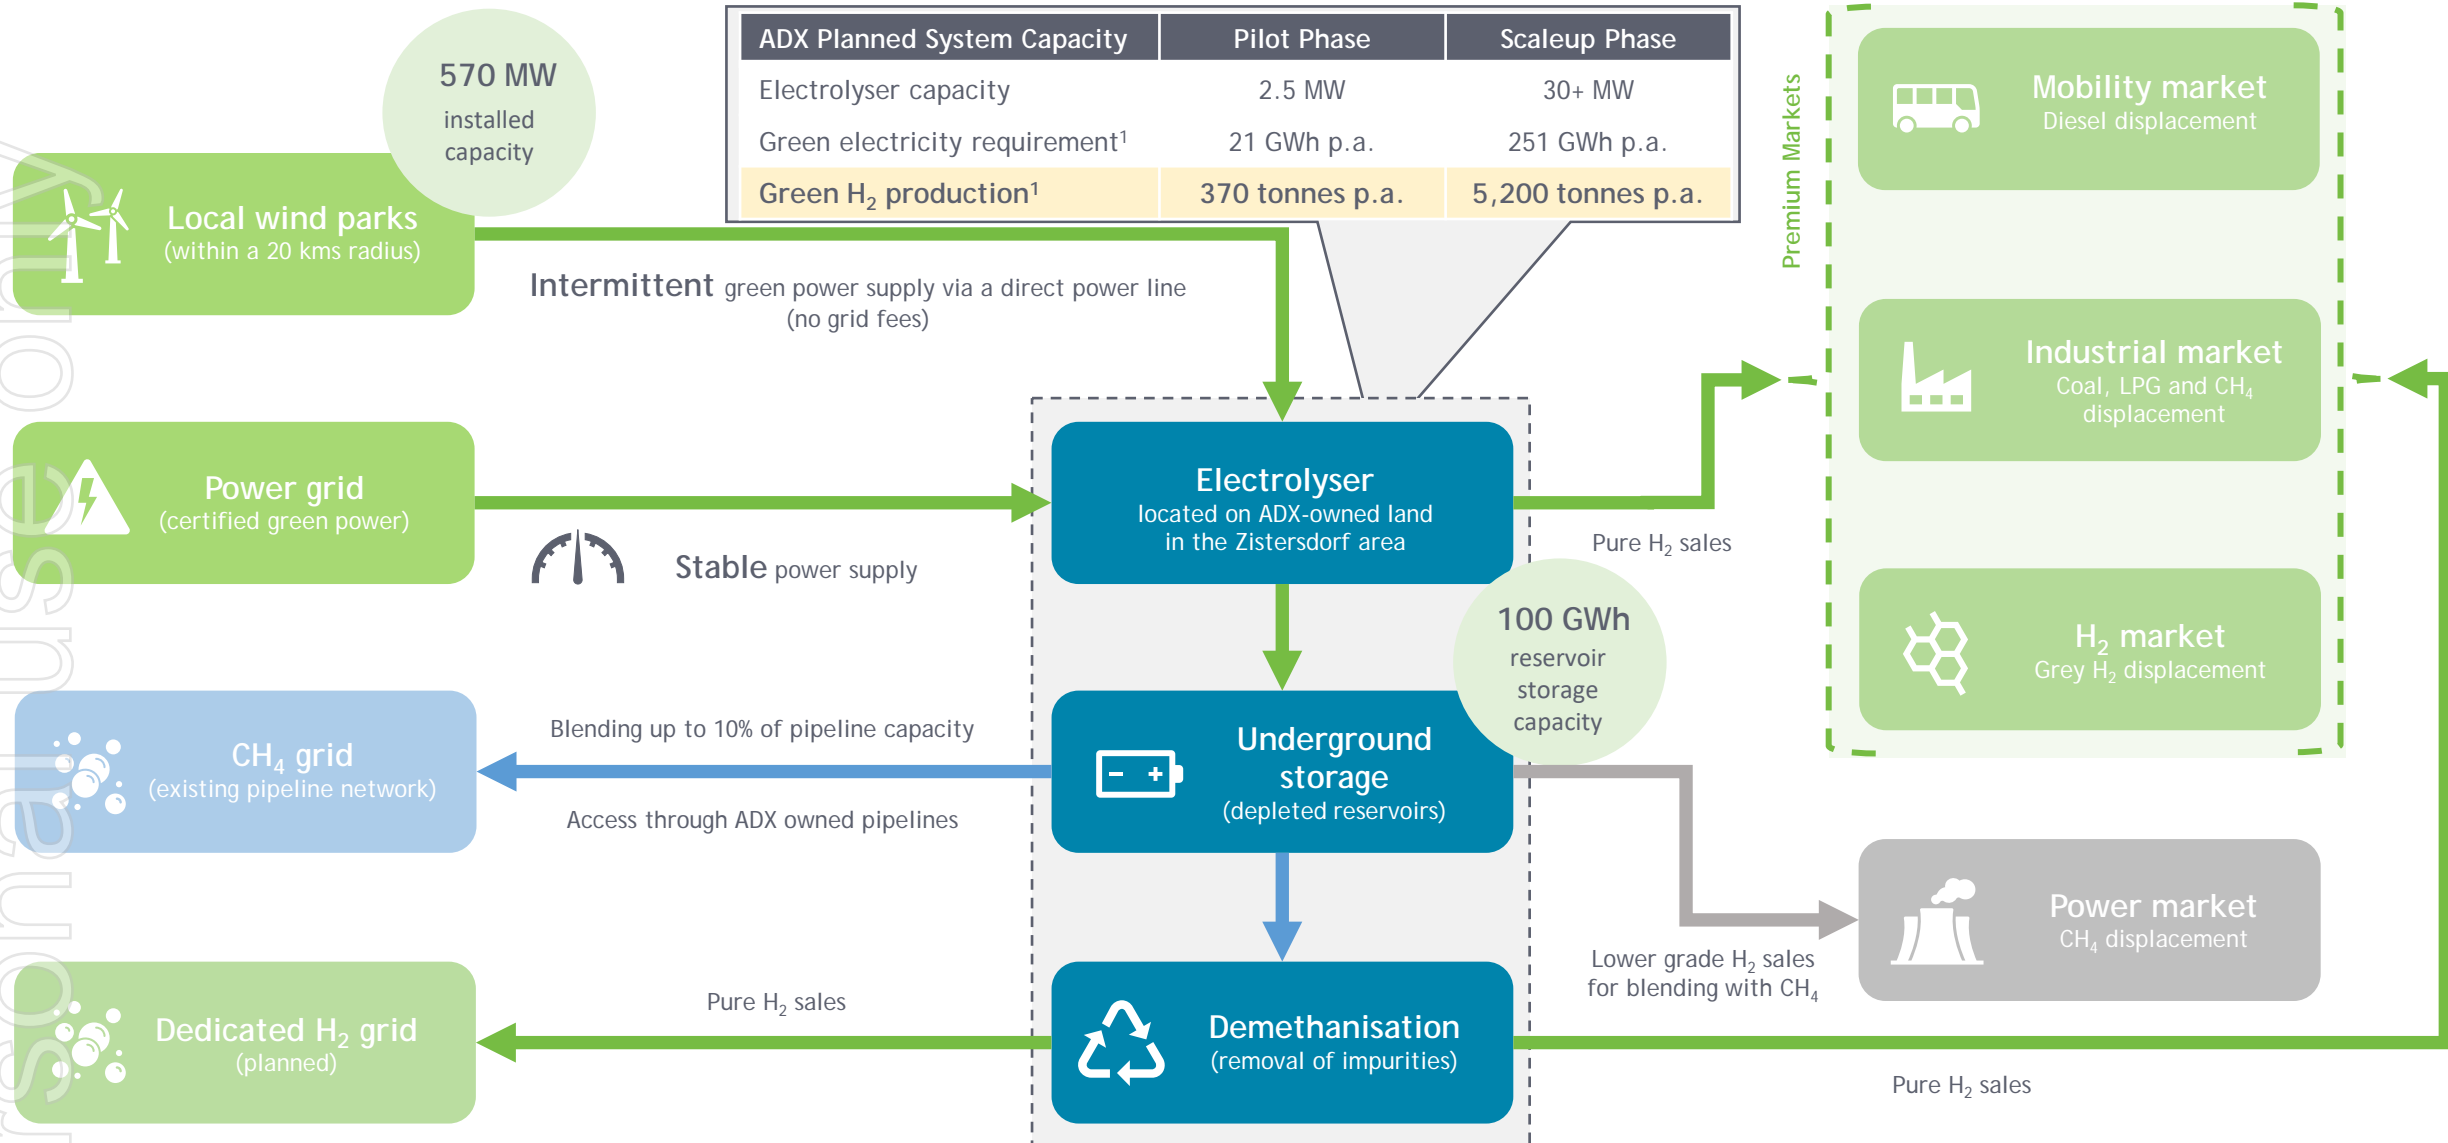 ADX Planned System Capacity Pilot Phase Scaleup Phase
Electrolyser capacity 2.5 MW 30+ MW
Green electricity requirement¹ 21 GWh p.a. 251 GWh p.a.
Green H₂ production¹ 370 tonnes p.a. 5,200 tonnes p.a.
570 MW
installed
capacity
Local wind parks
(within a 20 kms radius)
Intermittent green power supply via a direct power line
(no grid fees)
Power grid
(certified green power)
Stable power supply
Electrolyser
located on ADX-owned land
in the Zistersdorf area
Pure H₂ sales
100 GWh
reservoir
storage
capacity
CH₄ grid
(existing pipeline network)
Blending up to 10% of pipeline capacity
Access through ADX owned pipelines
Underground
storage
(depleted reservoirs)
Lower grade H₂ sales
for blending with CH₄
Dedicated H₂ grid
(planned)
Pure H₂ sales
Demethanisation
(removal of impurities)
Pure H₂ sales
Premium Markets
Mobility market
Diesel displacement
Industrial market
Coal, LPG and CH₄
displacement
H₂ market
Grey H₂ displacement
Power market
CH₄ displacement
rsonal use only